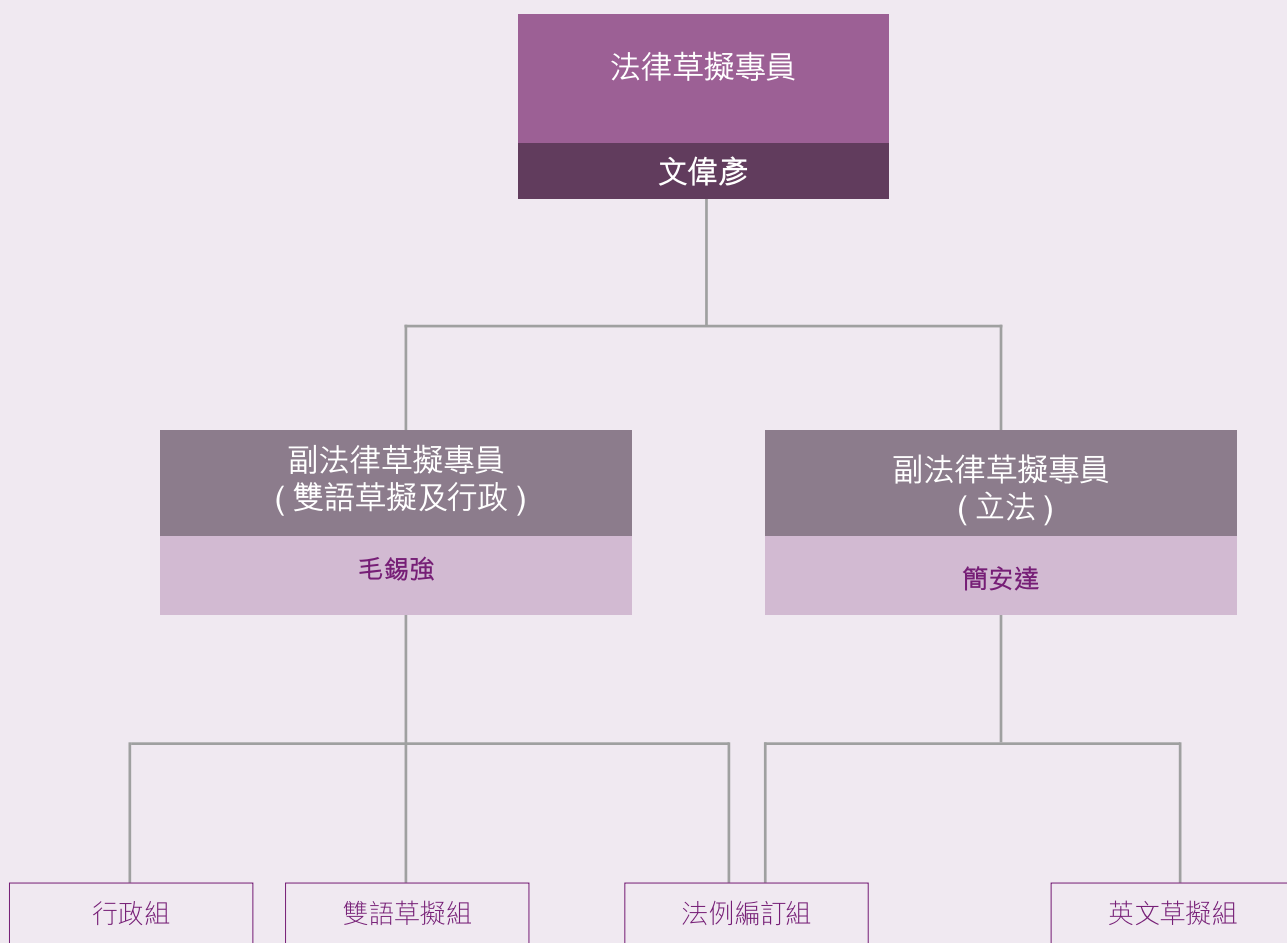 法律草擬專員
文偉彥
副法律草擬專員
( 雙語草擬及行政 )
毛錫強
副法律草擬專員
( 立法 )
簡安達
行政組
雙語草擬組
法例編訂組
英文草擬組